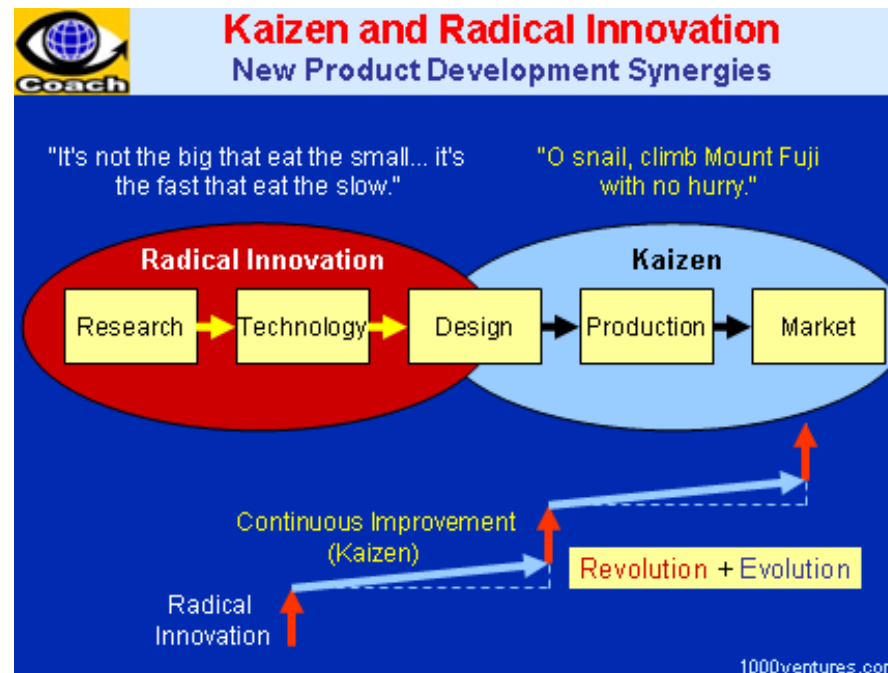 Coach
Kaizen and Radical Innovation
New Product Development Synergies
"It's not the big that eat the small... it's
the fast that eat the slow."
"O snail, climb Mount Fuji
with no hurry."
Radical Innovation
Kaizen
Research
Technology
Design
Production
Market
Continuous Improvement
(Kaizen)
Revolution + Evolution
Radical
Innovation
1000ventures.com